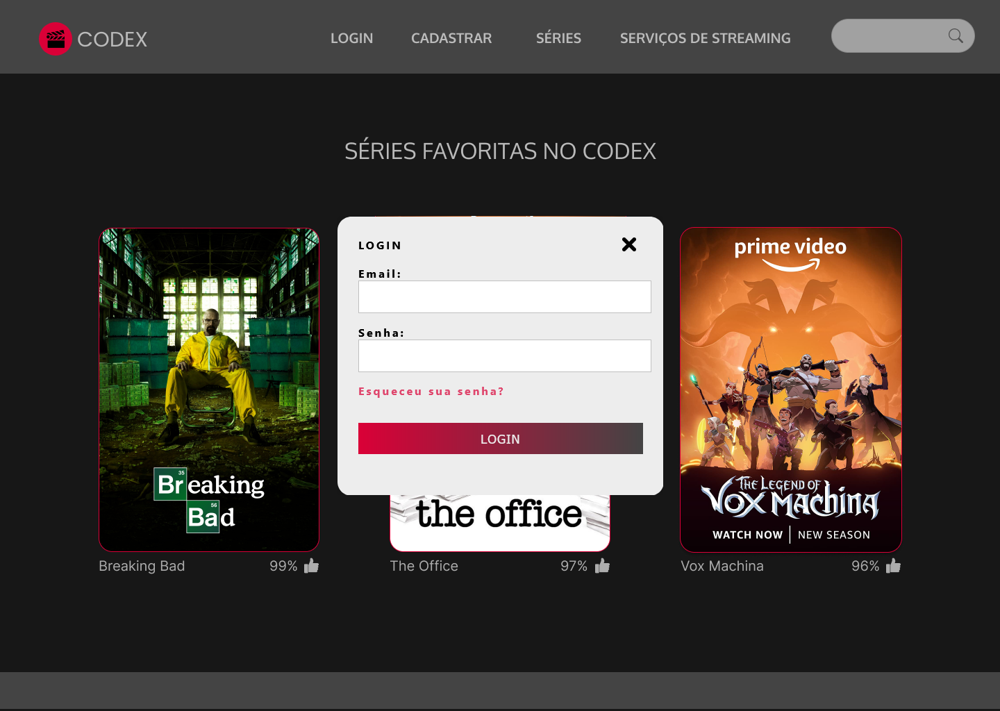 CODEX
LOGIN
CADASTRAR
SÉRIES
SERVIÇOS DE STREAMING
SÉRIES FAVORITAS NO CODEX
LOGIN
Email:
Senha:
Esqueceu sua senha?
LOGIN
35
Breaking
56
Bad
the office
prime video
THE LEGEND OF
VOX MACHINA
WATCH NOW | NEW SEASON
Breaking Bad
99%
The Office
97%
Vox Machina
96%